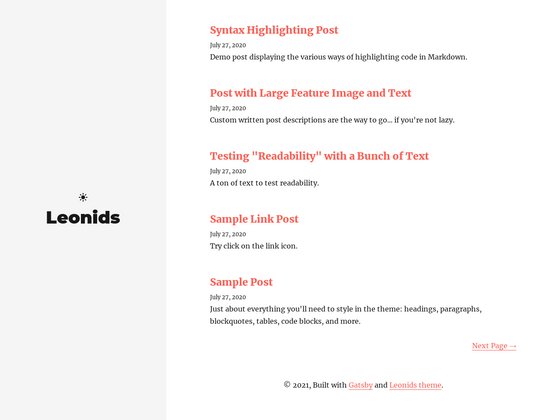 Leonids
Syntax Highlighting Post
July 27, 2020
Demo post displaying the various ways of highlighting code in Markdown.
Post with Large Feature Image and Text
July 27, 2020
Custom written post descriptions are the way to go... if you're not lazy.
Testing "Readability" with a Bunch of Text
July 27, 2020
A ton of text to test readability.
Sample Link Post
July 27, 2020
Try click on the link icon.
Sample Post
July 27, 2020
Just about everything you'll need to style in the theme: headings, paragraphs,
blockquotes, tables, code blocks, and more.
Next Page →
© 2021, Built with Gatsby and Leonids theme.